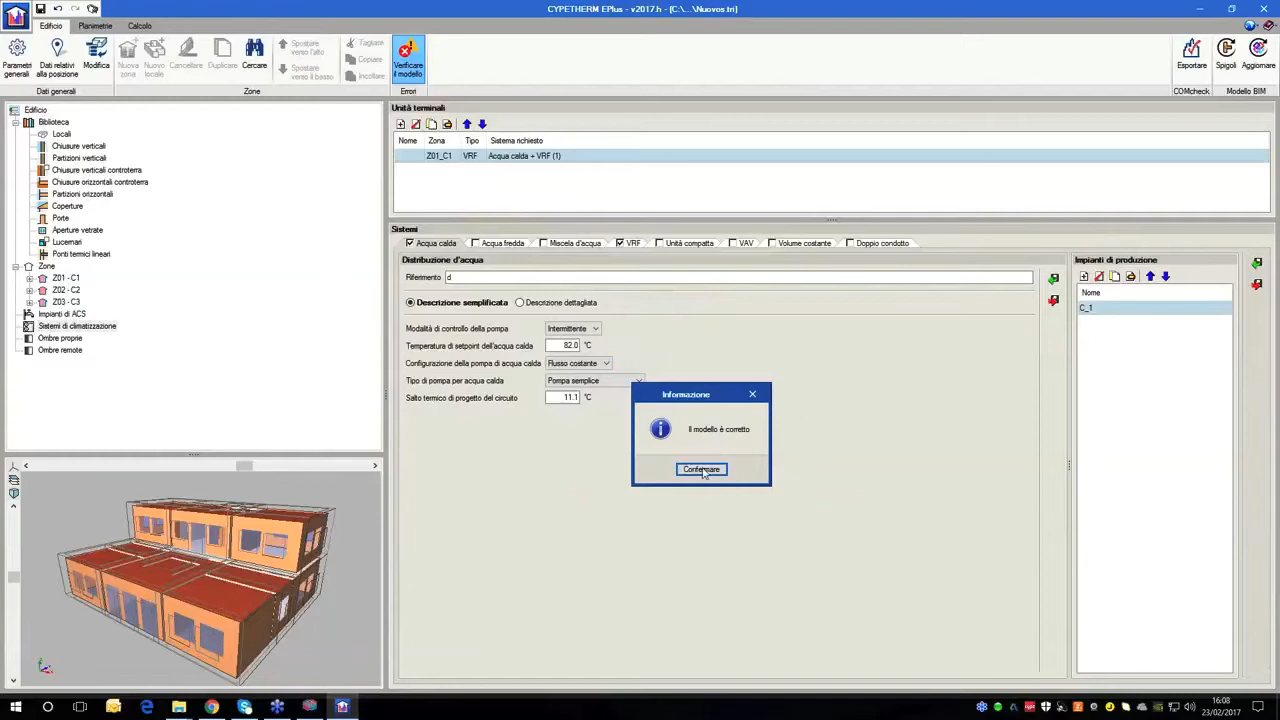 CYPETHERM EPlus - v2017.h - [C:\...\Nuovos.tri]
Edificio
Planimetrie
Calcolo
Parametri generali
Dati relativi alla posizione
Modifica
Nuova zona
Nuovo locale
Cancellare
Duplicare
Cercare
Spostare verso l'alto
Spostare verso il basso
Tagliare
Copiare
Incollare
Verificare il modello
Esportare
Spigoli
Aggiornare
Dati generali
Zone
Errori
COMcheck
Modello BIM
Edificio
Biblioteca
Locali
Chiusure verticali
Partizioni verticali
Chiusure verticali controterra
Chiusure orizzontali controterra
Partizioni orizzontali
Coperture
Porte
Aperture vetrate
Lucernari
Ponti termici lineari
Zone
Z01 - C1
Z02 - C2
Z03 - C3
Impianti di ACS
Sistemi di climatizzazione
Ombre proprie
Ombre remote
Unità terminali
Nome Zona Tipo Sistema richiesto
Z01_C1 VRF Acqua calda + VRF (1)
Sistemi
Acqua calda
Acqua fredda
Miscela d'acqua
VRF
Unità compatta
VAV
Volume costante
Doppio condotto
Distribuzione d'acqua
Riferimento d
Descrizione semplificata
Descrizione dettagliata
Modalità di controllo della pompa Intermittente
Temperatura di setpoint dell'acqua calda 82.0 °C
Configurazione della pompa di acqua calda Flusso costante
Tipo di pompa per acqua calda Pompa semplice
Salto termico di progetto del circuito 11.1 °C
Impianti di produzione
Nome
C_1
Informazione
Il modello è corretto
Confermare
16:08
23/02/2017